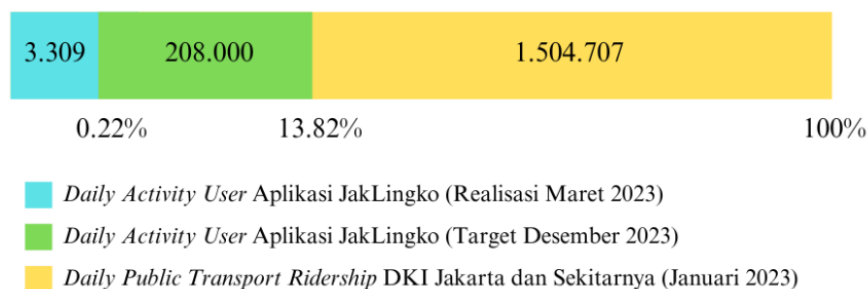 3.309 208.000 1.504.707
0.22% 13.82% 100%
Daily Activity User Aplikasi JakLingko (Realisasi Maret 2023)
Daily Activity User Aplikasi JakLingko (Target Desember 2023)
Daily Public Transport Ridership DKI Jakarta dan Sekitarnya (Januari 2023)